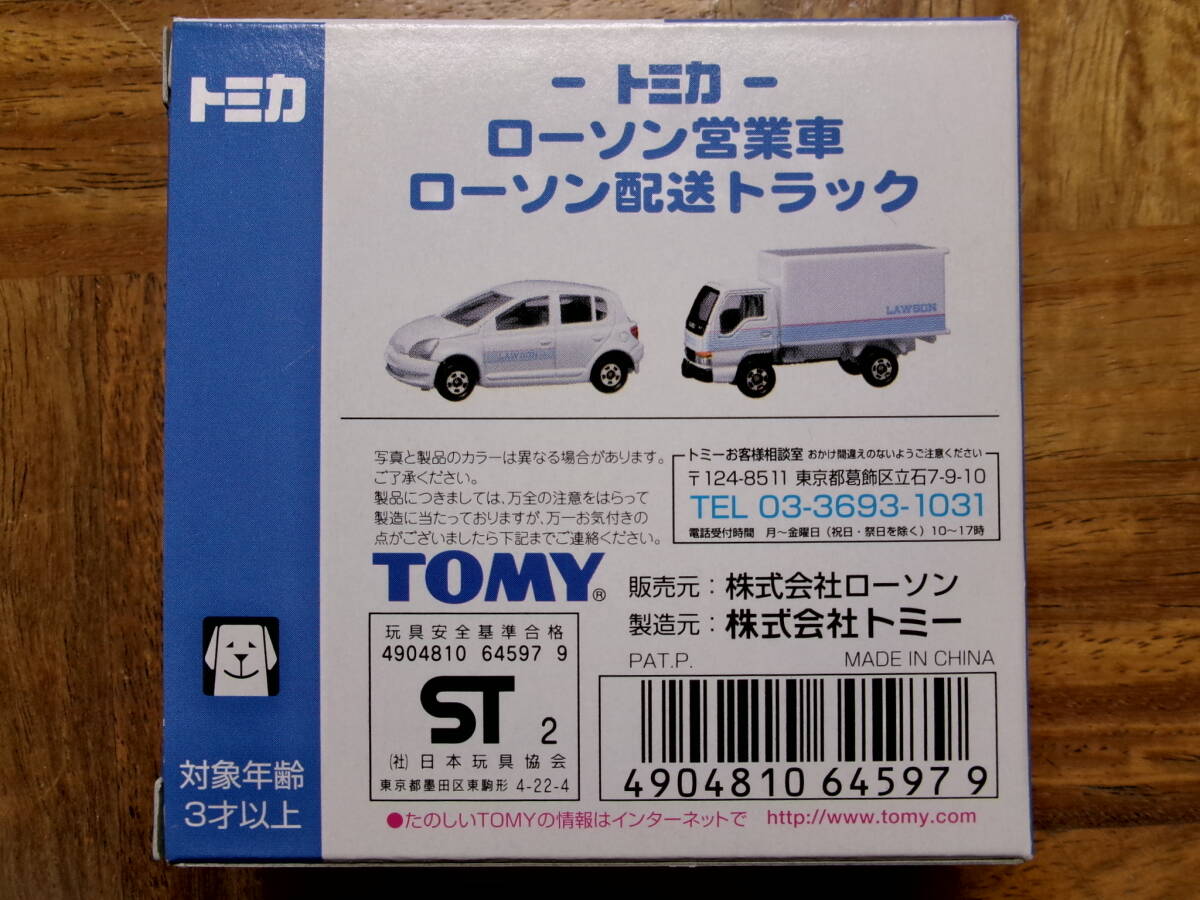 トミカ
ートミカー
ローソン営業車
ローソン配送トラック
LAWSON
LAWSON
写真と製品のカラーは異なる場合があります。
ご了承ください。
製品につきましては、万全の注意をはらって
製造に当たっておりますが、万一お気付きの
点がございましたら下記までご連絡ください。
トミーお客様相談室 おかけ間違えのないようご注意ください
〒124-8511 東京都葛飾区立石7-9-10
TEL 03-3693-1031
電話受付時間 月〜金曜日(祝日・祭日を除く)10〜17時
TOMY®
販売元:株式会社ローソン
製造元:株式会社トミー
PAT.P. MADE IN CHINA
玩具安全基準合格
4904810 64597 9
ST 2
(社)日本玩具協会
東京都墨田区東駒形 4-22-4
4904810 645979
対象年齢
3才以上
●たのしいTOMYの情報はインターネットで http://www.tomy.com